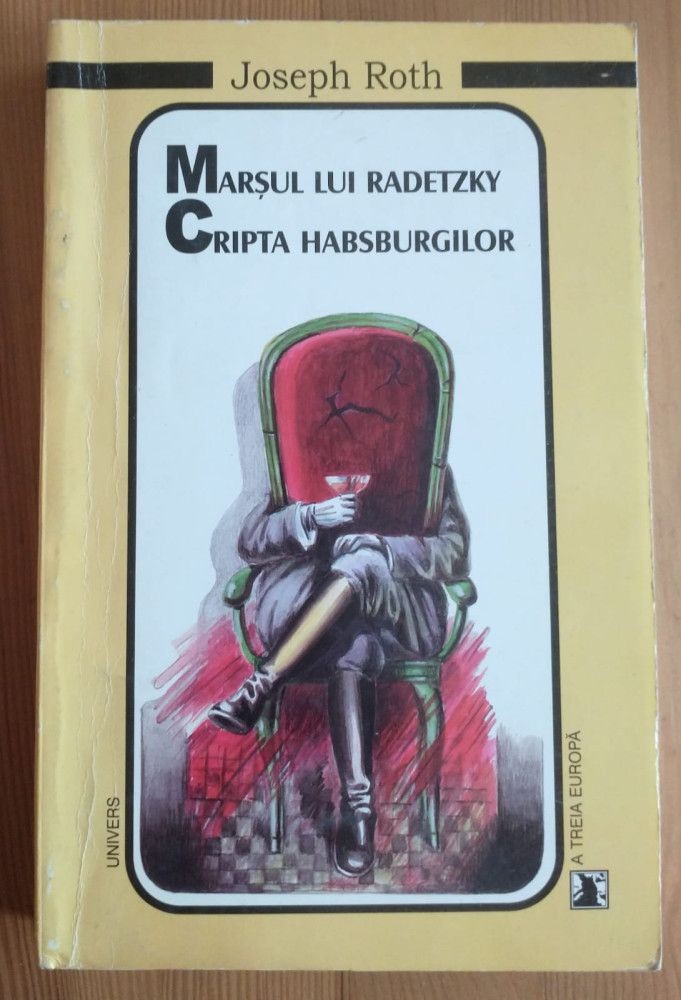 Joseph Roth
MARȘUL LUI RADETZKY
CRIPTA HABSBURGILOR
UNIVERS
A TREIA EUROPĂ